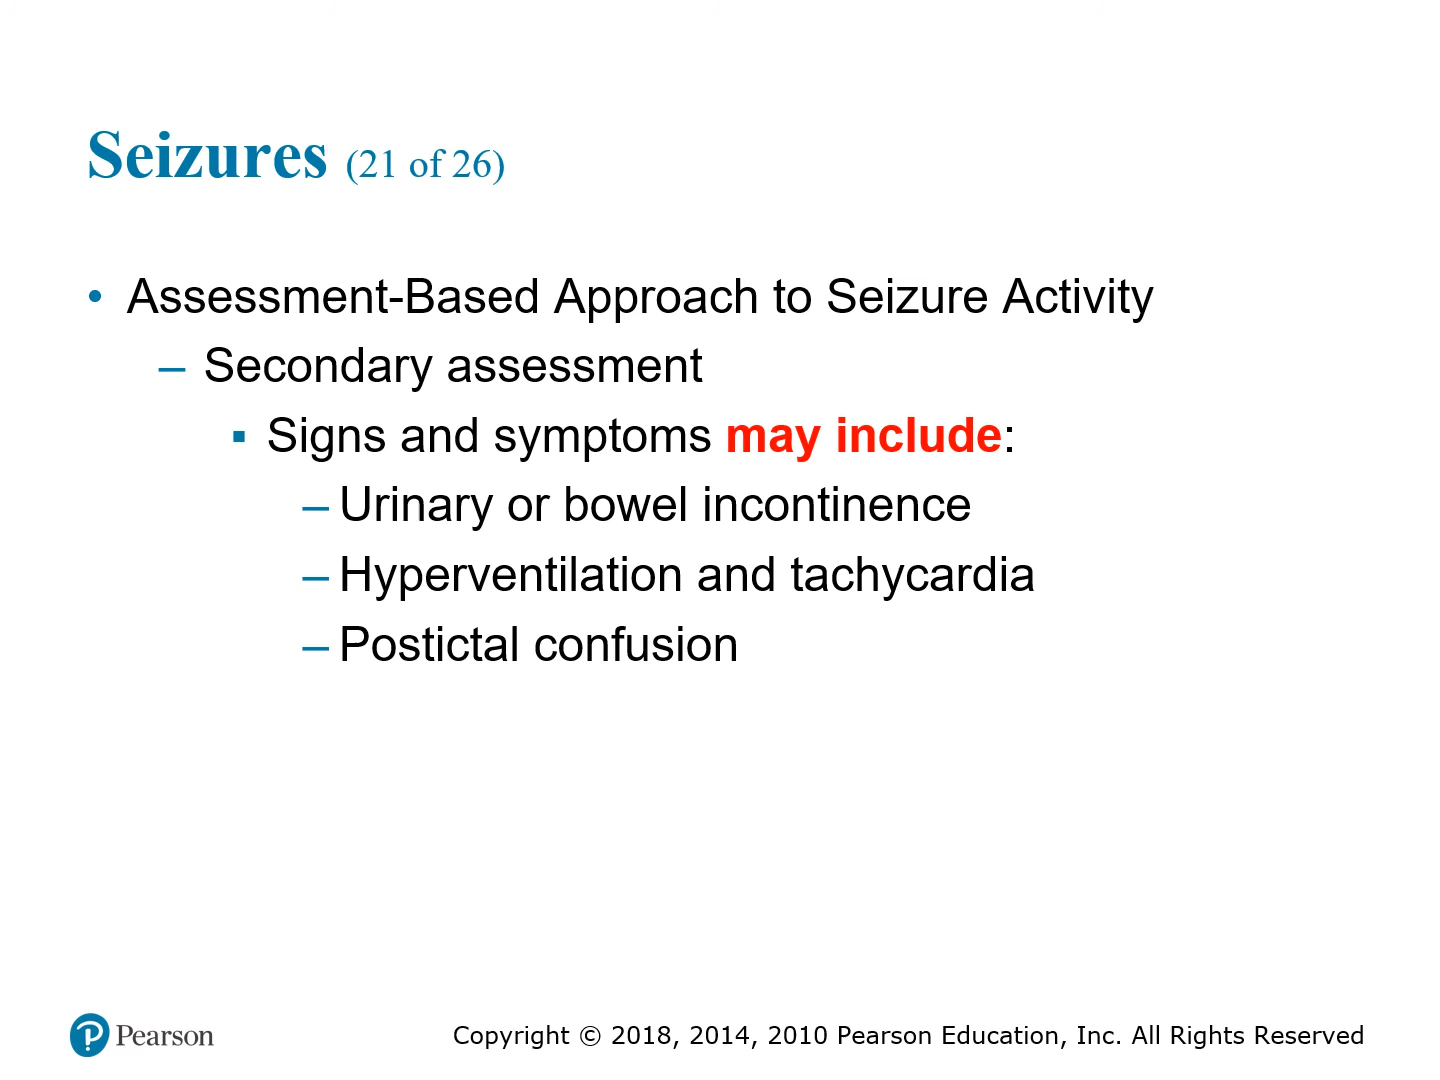 Seizures (21 of 26)
• Assessment-Based Approach to Seizure Activity
– Secondary assessment
▪ Signs and symptoms may include:
– Urinary or bowel incontinence
– Hyperventilation and tachycardia
– Postictal confusion
Pearson
Copyright © 2018, 2014, 2010 Pearson Education, Inc. All Rights Reserved